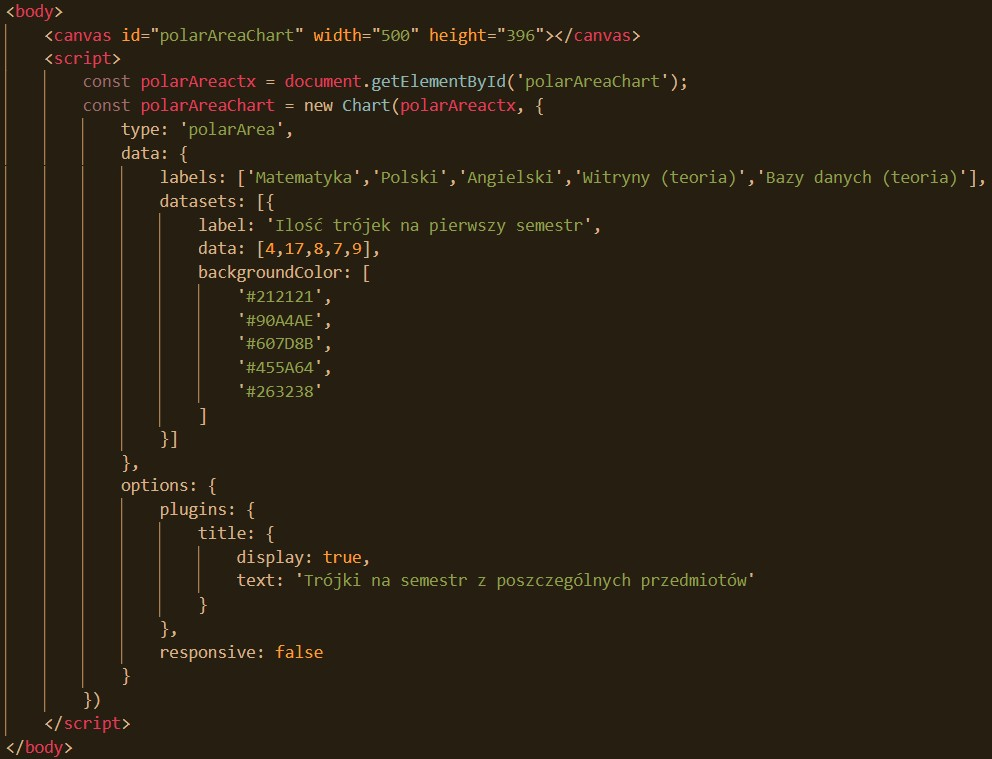 <body>
<canvas id="polarAreaChart" width="500" height="396"></canvas>
<script>
const polarAreactx = document.getElementById('polarAreaChart');
const polarAreaChart = new Chart(polarAreactx, {
type: 'polarArea',
data: {
labels: ['Matematyka','Polski','Angielski','Witryny (teoria)','Bazy danych (teoria)'],
datasets: [{
label: 'Ilość trójek na pierwszy semestr',
data: [4,17,8,7,9],
backgroundColor: [
'#212121',
'#90A4AE',
'#607D8B',
'#455A64',
'#263238'
]
}]
},
options: {
plugins: {
title: {
display: true,
text: 'Trójki na semestr z poszczególnych przedmiotów'
}
},
responsive: false
}
})
</script>
</body>